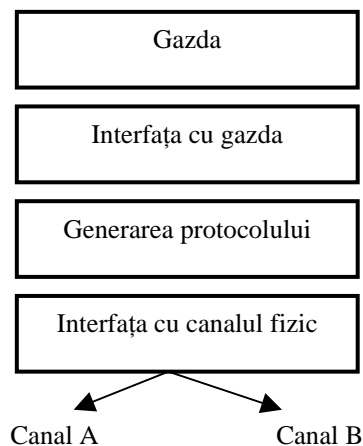 Gazda
Interfața cu gazda
Generarea protocolului
Interfața cu canalul fizic
Canal A
Canal B